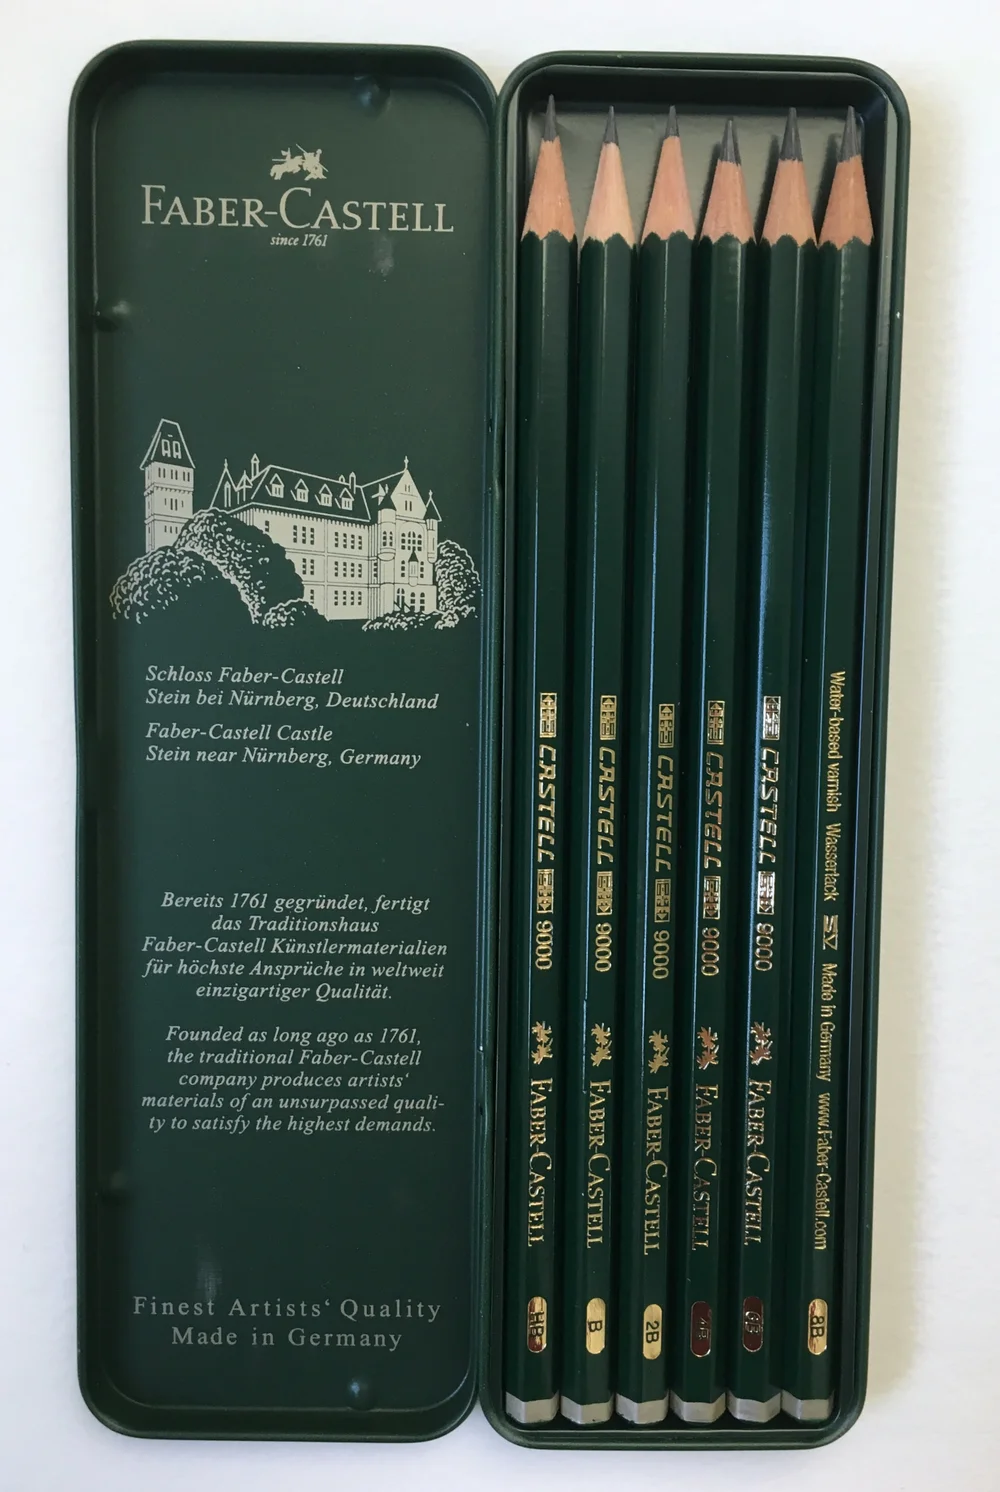 FABER-CASTELL
since 1761
Schloss Faber-Castell
Stein bei Nürnberg, Deutschland
Faber-Castell Castle
Stein near Nürnberg, Germany
Bereits 1761 gegründet, fertigt
das Traditionshaus
Faber-Castell Künstlermaterialien
für höchste Ansprüche in weltweit
einzigartiger Qualität.
Founded as long ago as 1761,
the traditional Faber-Castell
company produces artists‘
materials of an unsurpassed quali-
ty to satisfy the highest demands.
Finest Artists‘ Quality
Made in Germany
CASTELL 9000 FABER-CASTELL HB
CASTELL 9000 FABER-CASTELL B
CASTELL 9000 FABER-CASTELL 2B
CASTELL 9000 FABER-CASTELL 4B
CASTELL 9000 FABER-CASTELL 6B
Water-based varnish Wasserlack SV Made in Germany www.Faber-Castell.com 8B